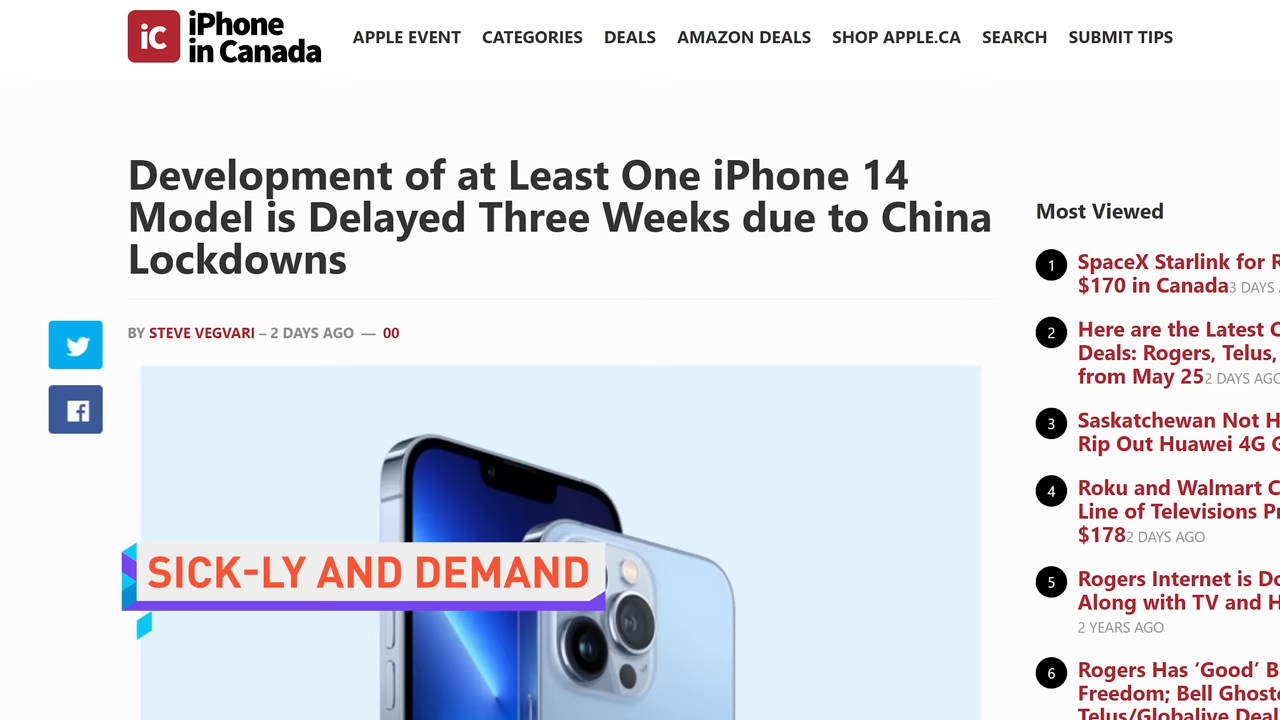 iC
iPhone
in Canada
APPLE EVENT CATEGORIES DEALS AMAZON DEALS SHOP APPLE.CA SEARCH SUBMIT TIPS
Development of at Least One iPhone 14
Model is Delayed Three Weeks due to China
Lockdowns
BY STEVE VEGVARI – 2 DAYS AGO — 00
SICK-LY AND DEMAND
Most Viewed
1
SpaceX Starlink for R
$170 in Canada 3 DAYS
2
Here are the Latest C
Deals: Rogers, Telus,
from May 25 2 DAYS AGO
3
Saskatchewan Not H
Rip Out Huawei 4G
4
Roku and Walmart C
Line of Televisions Pr
$178 2 DAYS AGO
5
Rogers Internet is Do
Along with TV and H
2 YEARS AGO
6
Rogers Has ‘Good’ B
Freedom; Bell Ghoste
Telus/Globalive Deal